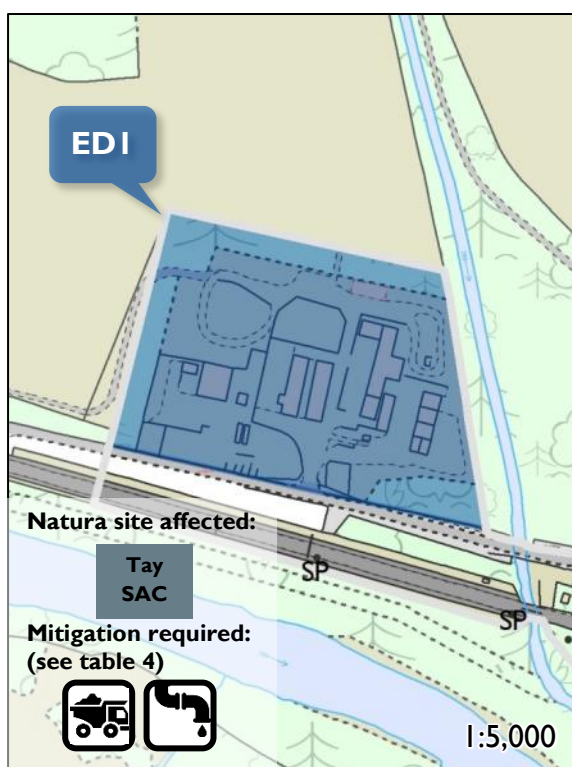 ED1
Natura site affected:
Tay
SAC
Mitigation required:
(see table 4)
SP
SP
1:5,000